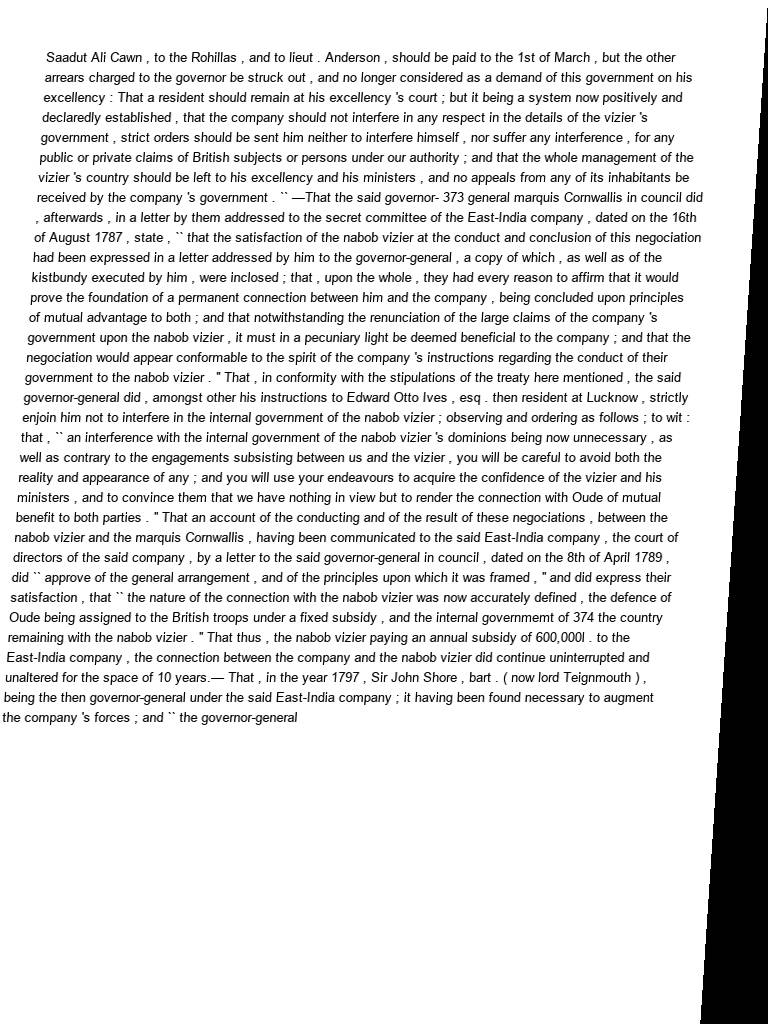 Saadut Ali Cawn , to the Rohillas , and to lieut . Anderson , should be paid to the 1st of March , but the other
arrears charged to the governor be struck out , and no longer considered as a demand of this government on his
excellency : That a resident should remain at his excellency 's court ; but it being a system now positively and
declaredly established , that the company should not interfere in any respect in the details of the vizier 's
government , strict orders should be sent him neither to interfere himself , nor suffer any interference , for any
public or private claims of British subjects or persons under our authority ; and that the whole management of the
vizier 's country should be left to his excellency and his ministers , and no appeals from any of its inhabitants be
received by the company 's government . `` —That the said governor- 373 general marquis Cornwallis in council did
, afterwards , in a letter by them addressed to the secret committee of the East-India company , dated on the 16th
of August 1787 , state , `` that the satisfaction of the nabob vizier at the conduct and conclusion of this negociation
had been expressed in a letter addressed by him to the governor-general , a copy of which , as well as of the
kistbundy executed by him , were inclosed ; that , upon the whole , they had every reason to affirm that it would
prove the foundation of a permanent connection between him and the company , being concluded upon principles
of mutual advantage to both ; and that notwithstanding the renunciation of the large claims of the company 's
government upon the nabob vizier , it must in a pecuniary light be deemed beneficial to the company ; and that the
negociation would appear conformable to the spirit of the company 's instructions regarding the conduct of their
government to the nabob vizier . " That , in conformity with the stipulations of the treaty here mentioned , the said
governor-general did , amongst other his instructions to Edward Otto Ives , esq . then resident at Lucknow , strictly
enjoin him not to interfere in the internal government of the nabob vizier ; observing and ordering as follows ; to wit :
that , `` an interference with the internal government of the nabob vizier 's dominions being now unnecessary , as
well as contrary to the engagements subsisting between us and the vizier , you will be careful to avoid both the
reality and appearance of any ; and you will use your endeavours to acquire the confidence of the vizier and his
ministers , and to convince them that we have nothing in view but to render the connection with Oude of mutual
benefit to both parties . " That an account of the conducting and of the result of these negociations , between the
nabob vizier and the marquis Cornwallis , having been communicated to the said East-India company , the court of
directors of the said company , by a letter to the said governor-general in council , dated on the 8th of April 1789 ,
did `` approve of the general arrangement , and of the principles upon which it was framed , " and did express their
satisfaction , that `` the nature of the connection with the nabob vizier was now accurately defined , the defence of
Oude being assigned to the British troops under a fixed subsidy , and the internal governmemt of 374 the country
remaining with the nabob vizier . " That thus , the nabob vizier paying an annual subsidy of 600,000l . to the
East-India company , the connection between the company and the nabob vizier did continue uninterrupted and
unaltered for the space of 10 years.— That , in the year 1797 , Sir John Shore , bart . ( now lord Teignmouth ) ,
being the then governor-general under the said East-India company ; it having been found necessary to augment
the company 's forces ; and `` the governor-general